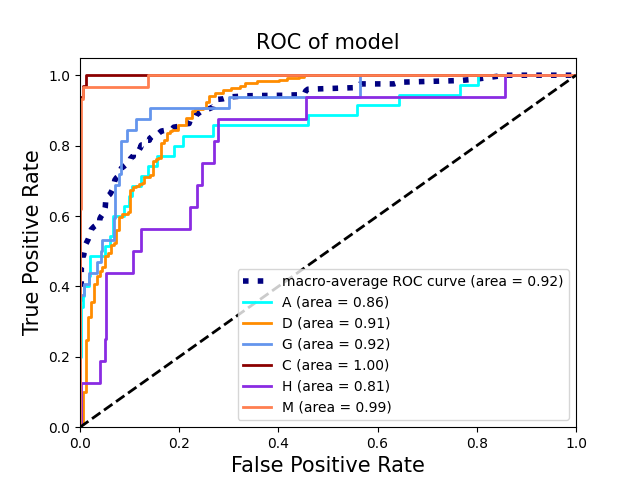 ROC of model
True Positive Rate
1.0
0.8
0.6
0.4
0.2
0.0
macro-average ROC curve (area = 0.92)
A (area = 0.86)
D (area = 0.91)
G (area = 0.92)
C (area = 1.00)
H (area = 0.81)
M (area = 0.99)
0.0 0.2 0.4 0.6 0.8 1.0
False Positive Rate